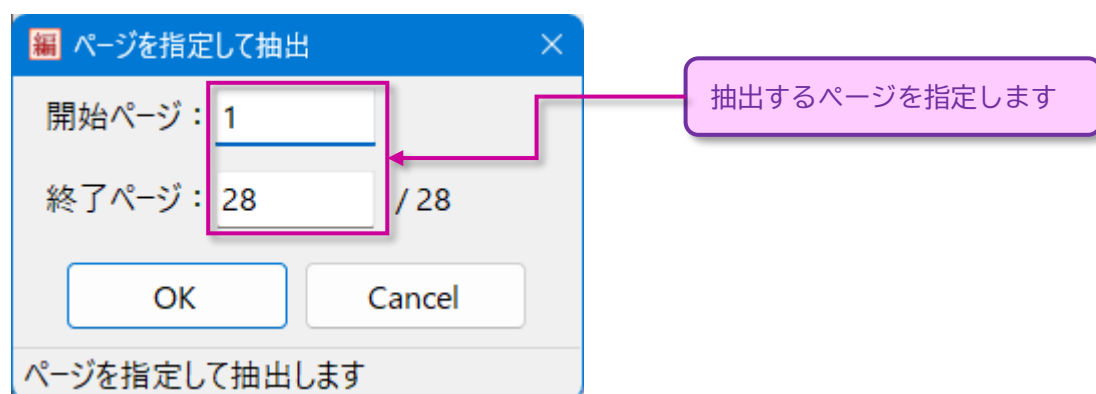 編 ページを指定して抽出
抽出するページを指定します
開始ページ： 1
終了ページ： 28 / 28
OK Cancel
ページを指定して抽出します